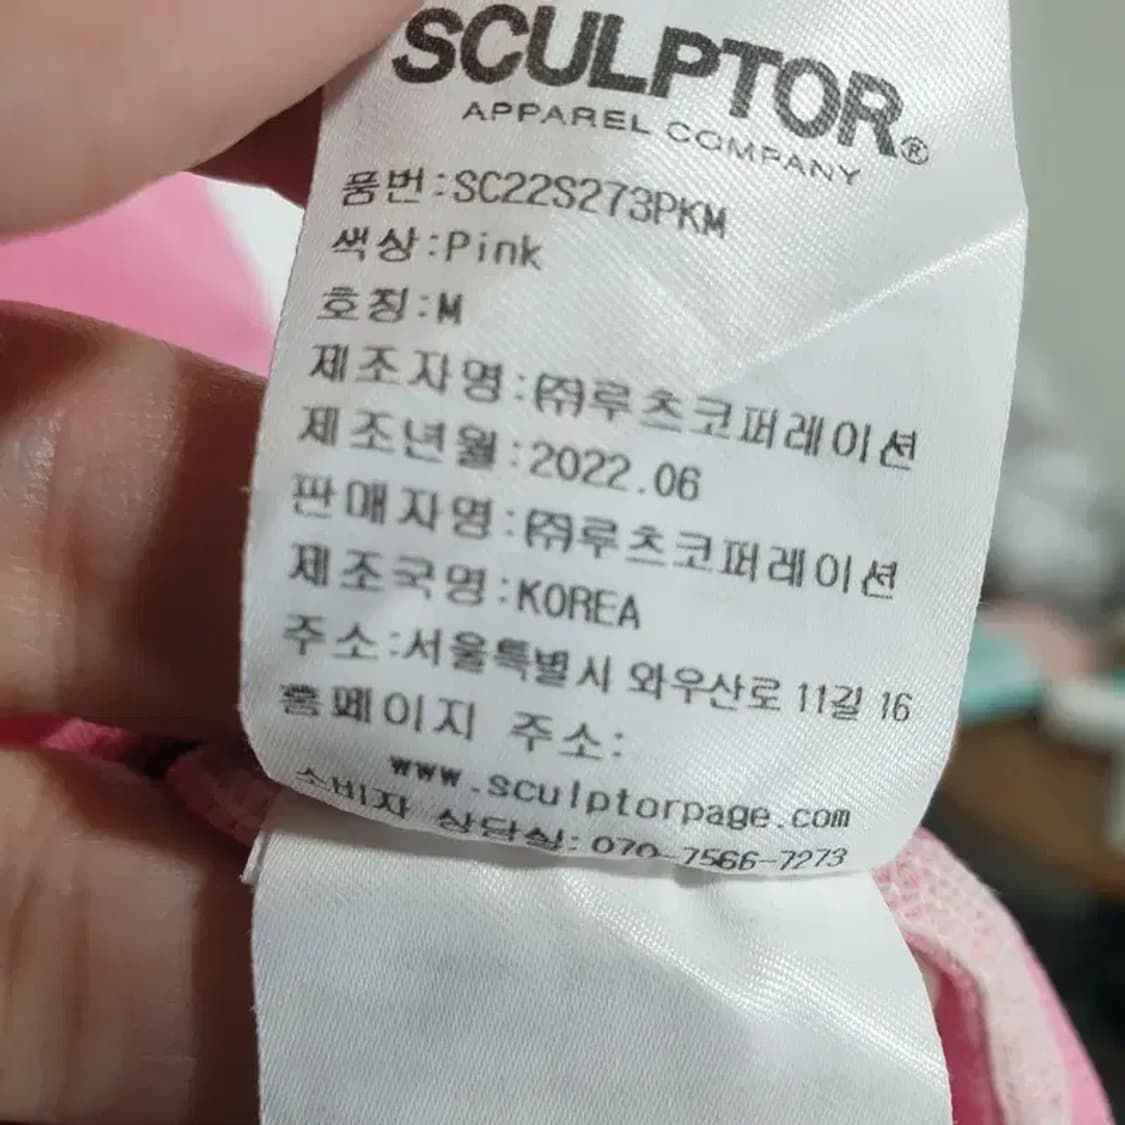 SCULPTOR®
APPAREL COMPANY
품번:SC22S273PKM
색상:Pink
호칭:M
제조자명:㈜루츠코퍼레이션
제조년월:2022.06
판매자명:㈜루츠코퍼레이션
제조국명:KOREA
주소:서울특별시 와우산로 11길 16
홈페이지 주소:
www.sculptorpage.com
소비자 상담실: 070-7566-7273